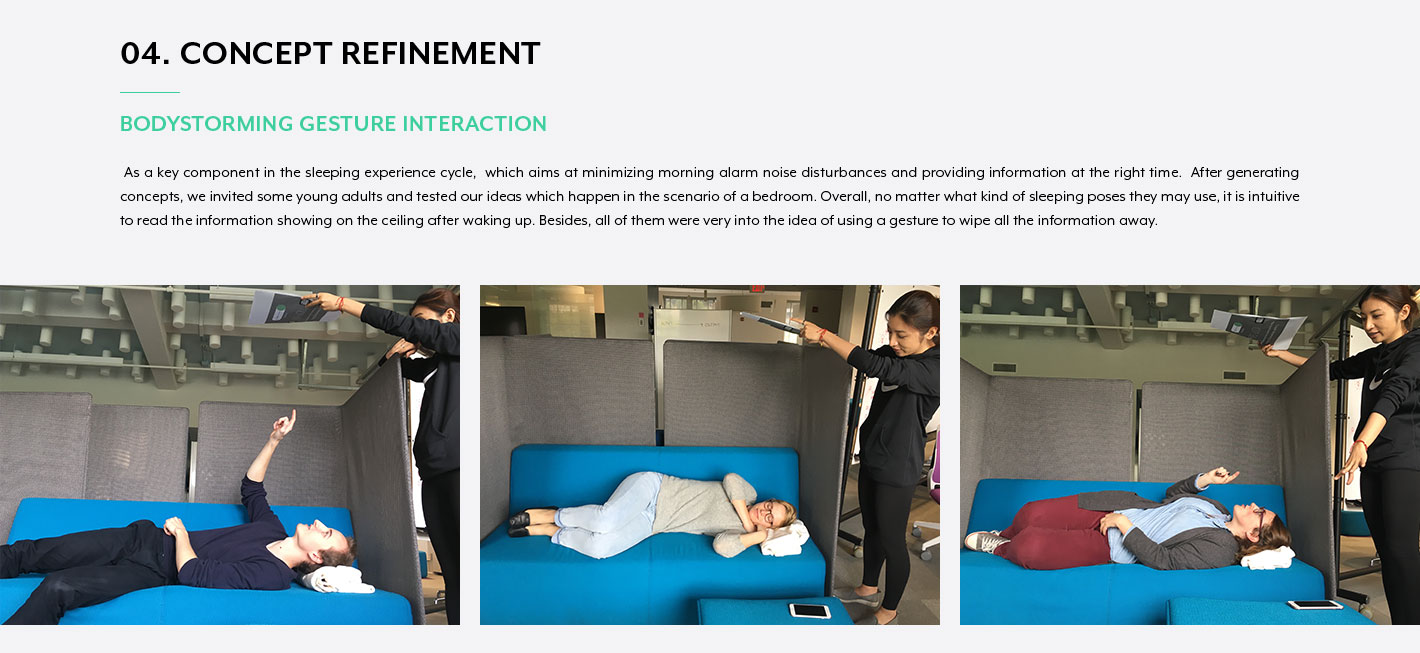 04. CONCEPT REFINEMENT
BODYSTORMING GESTURE INTERACTION
As a key component in the sleeping experience cycle,  which aims at minimizing morning alarm noise disturbances and providing information at the right time.  After generating
concepts, we invited some young adults and tested our ideas which happen in the scenario of a bedroom. Overall, no matter what kind of sleeping poses they may use, it is intuitive
to read the information showing on the ceiling after waking up. Besides, all of them were very into the idea of using a gesture to wipe all the information away.